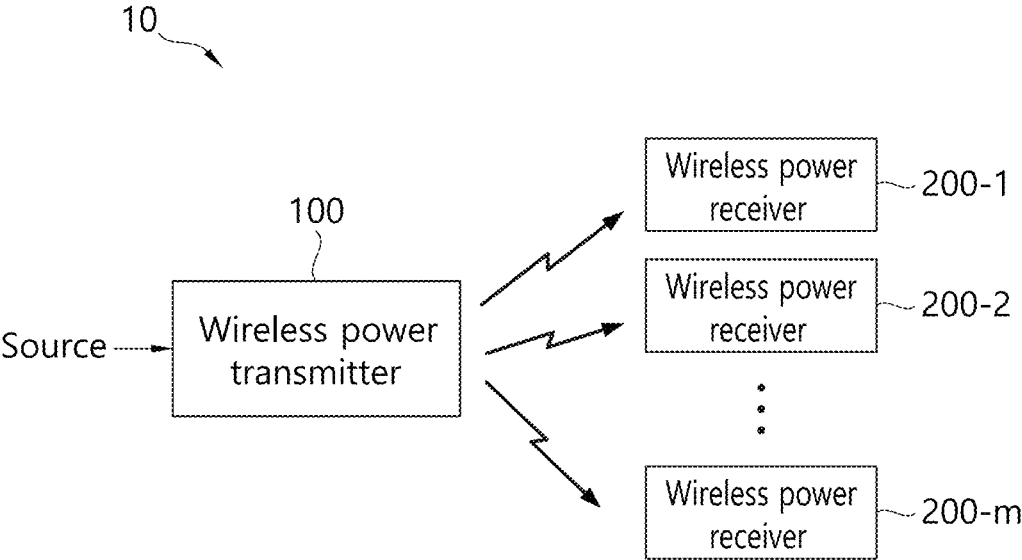 10
Wireless power
receiver
200-1
100
Wireless power
receiver
200-2
Source
Wireless power
transmitter
Wireless power
receiver
200-m